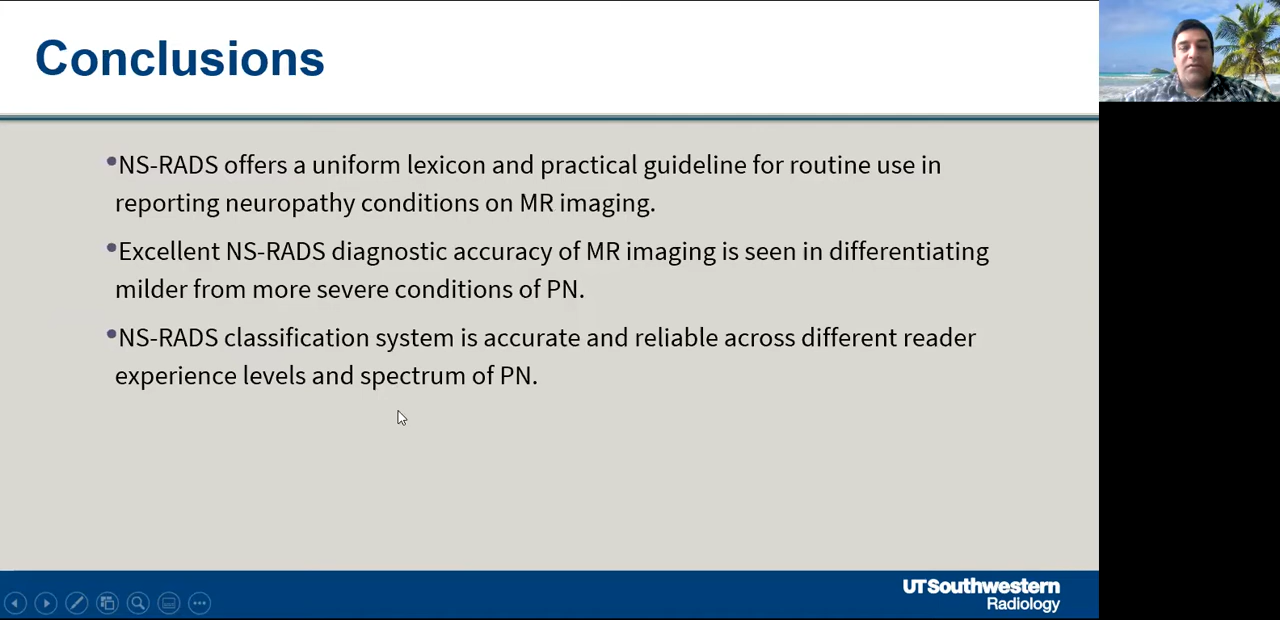 Conclusions
•NS-RADS offers a uniform lexicon and practical guideline for routine use in
reporting neuropathy conditions on MR imaging.
•Excellent NS-RADS diagnostic accuracy of MR imaging is seen in differentiating
milder from more severe conditions of PN.
•NS-RADS classification system is accurate and reliable across different reader
experience levels and spectrum of PN.
UTSouthwestern
Radiology